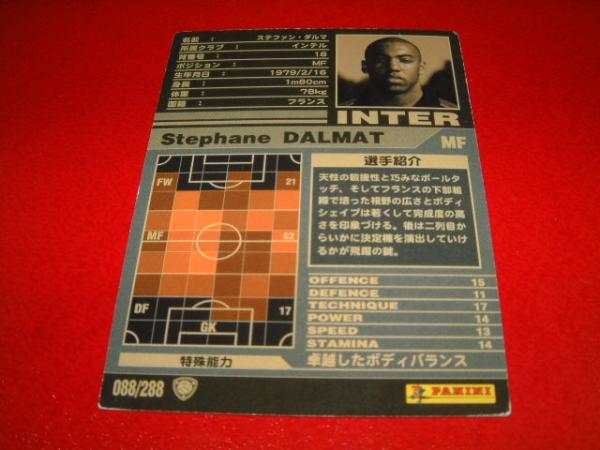 名前 : ステファン・ダルマ
所属クラブ : インテル
背番号 : 18
ポジション : MF
生年月日 : 1979/2/16
身長 : 1m80cm
体重 : 78kg
国籍 : フランス
INTER
Stephane DALMAT MF
FW 21
MF 62
DF 17
GK
選手紹介
天性の敏捷性と巧みなボールタ
ッチ、そしてフランスの下部組
織で培った視野の広さとボディ
シェイプは若くして完成度の高
さを印象づける。後は二列目か
らいかに決定機を演出していけ
るかが飛躍の鍵。
OFFENCE 15
DEFENCE 11
TECHNIQUE 17
POWER 14
SPEED 13
STAMINA 14
特殊能力 卓越したボディバランス
088/288
PANINI